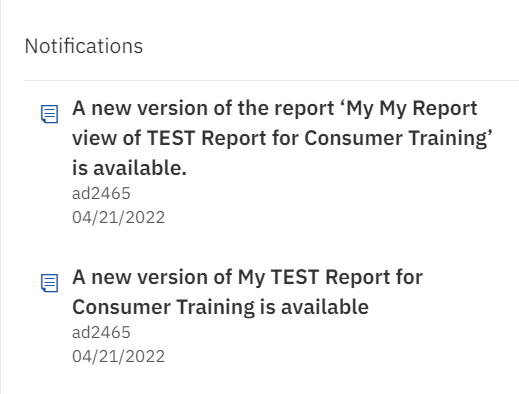 Notifications
A new version of the report ‘My My Report
view of TEST Report for Consumer Training’
is available.
ad2465
04/21/2022
A new version of My TEST Report for
Consumer Training is available
ad2465
04/21/2022